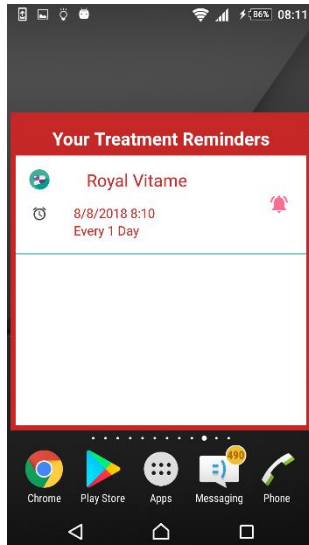 86% 08:11
Your Treatment Reminders
Royal Vitame
8/8/2018 8:10
Every 1 Day
490
Chrome Play Store Apps Messaging Phone